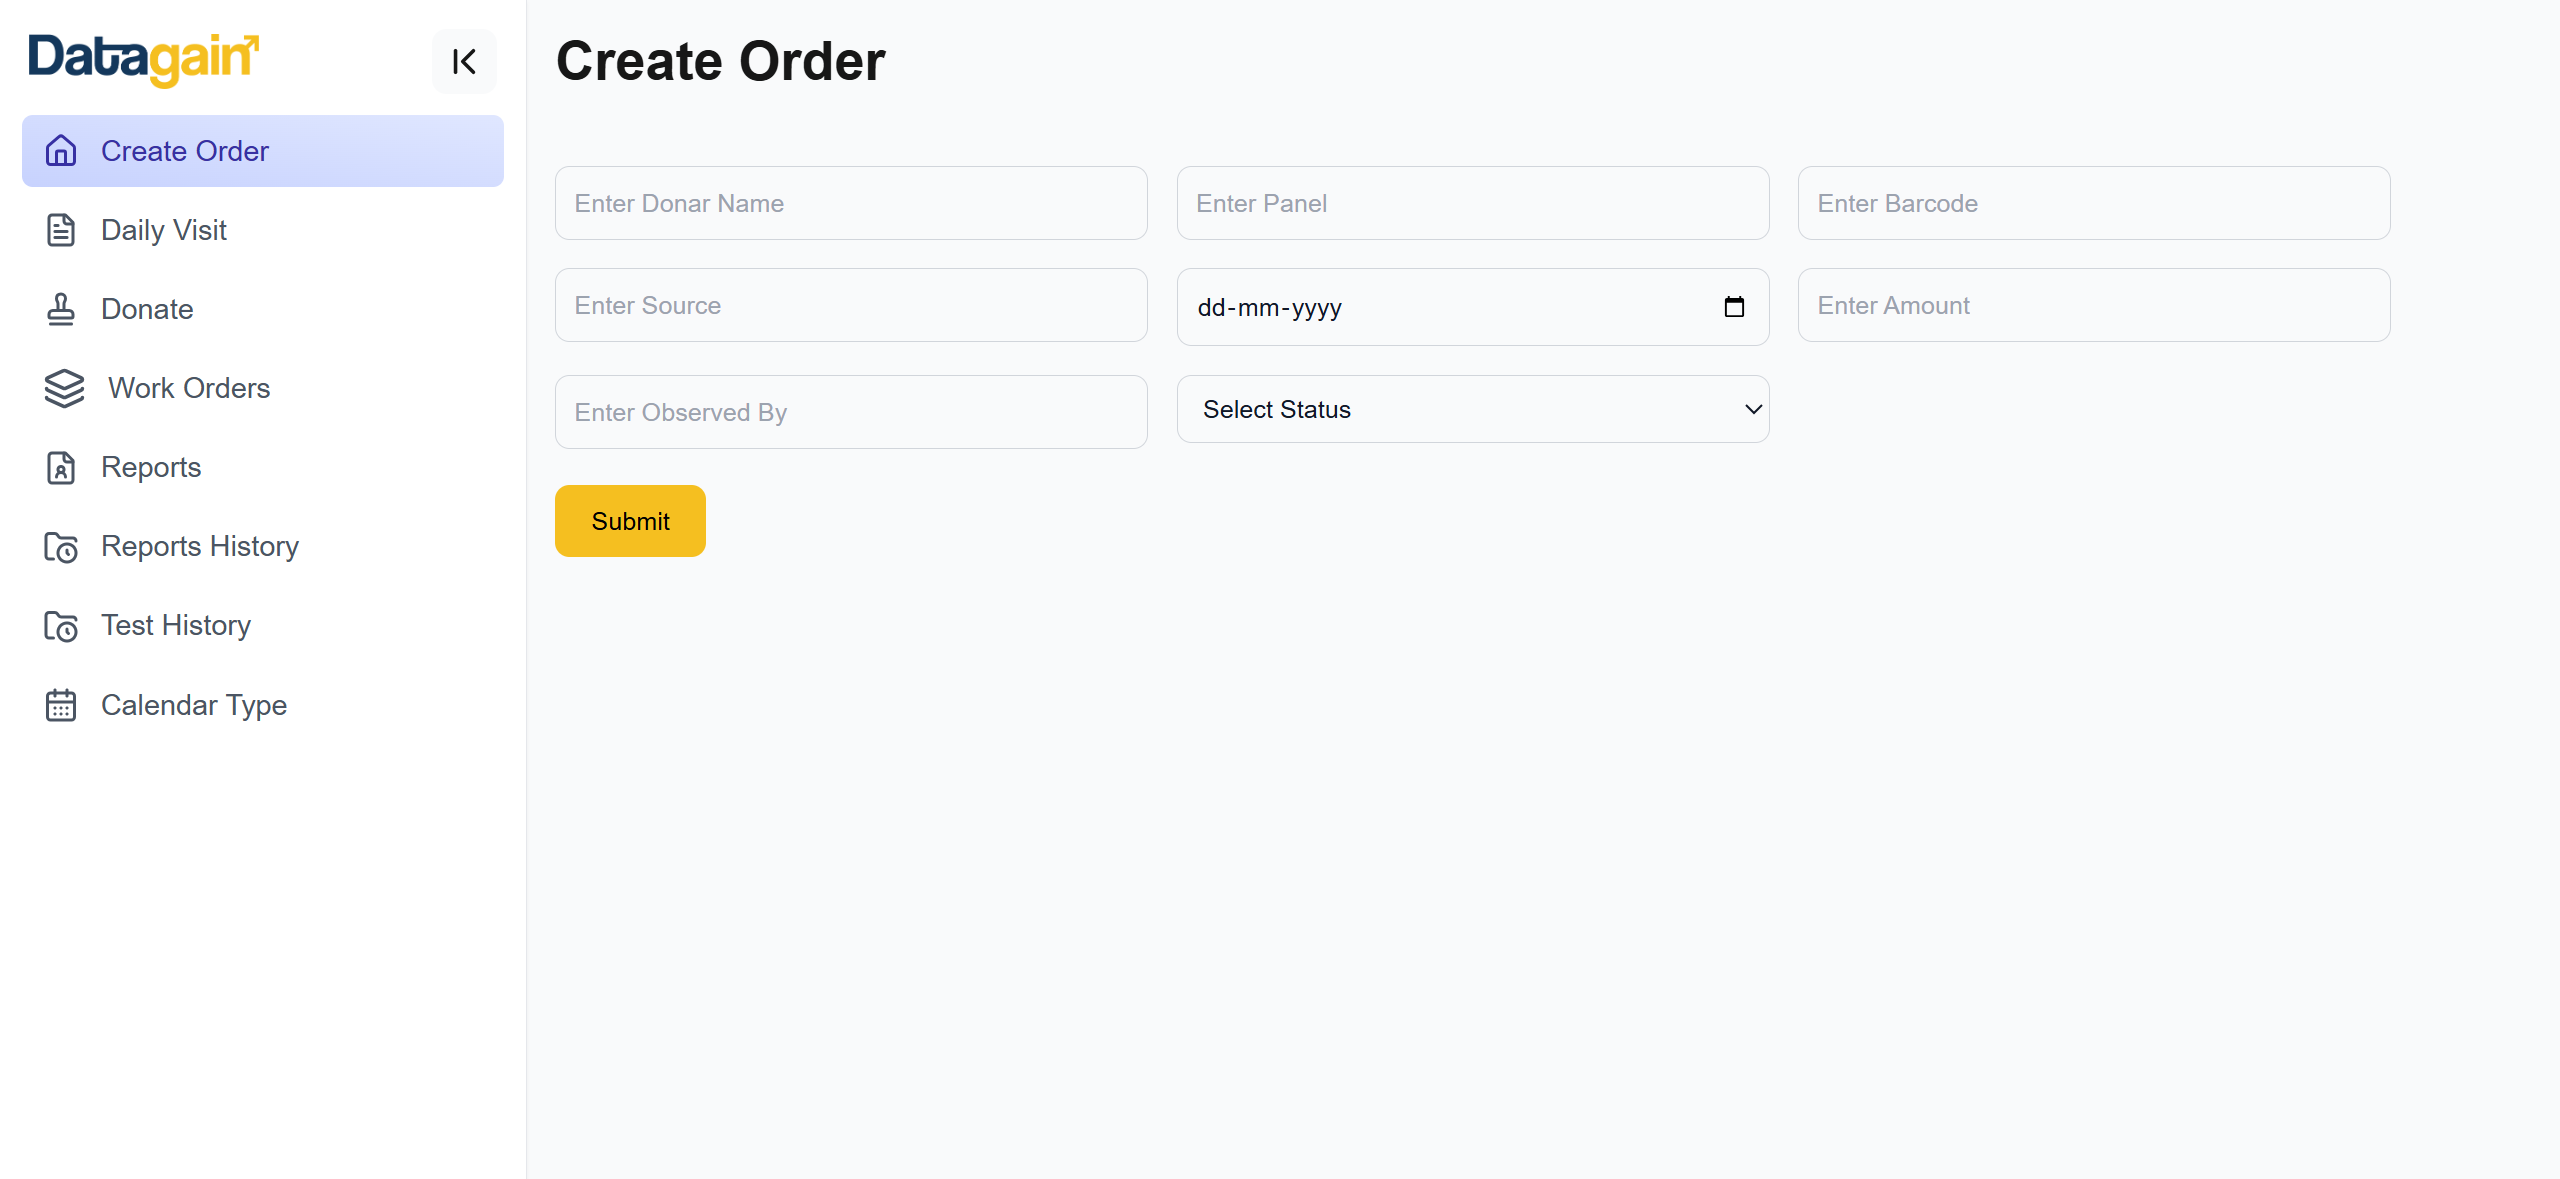 Datagain
Create Order
Daily Visit
Donate
Work Orders
Reports
Reports History
Test History
Calendar Type
Create Order
Enter Donar Name
Enter Panel
Enter Barcode
Enter Source
dd-mm-yyyy
Enter Amount
Enter Observed By
Select Status
Submit